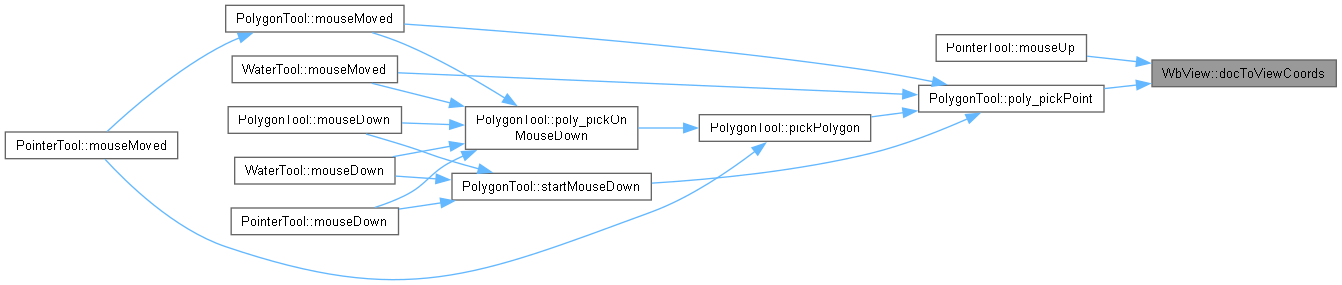 PolygonTool::mouseMoved
PointerTool::mouseUp
WaterTool::mouseMoved
WbView::docToViewCoords
PolygonTool::poly_pickPoint
PolygonTool::mouseDown
PolygonTool::poly_pickOn
MouseDown
PolygonTool::pickPolygon
PointerTool::mouseMoved
WaterTool::mouseDown
PolygonTool::startMouseDown
PointerTool::mouseDown